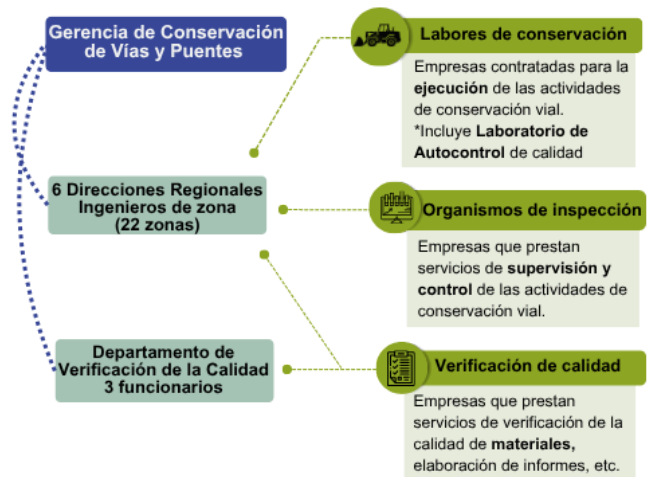 Gerencia de Conservación
de Vías y Puentes
Labores de conservación
Empresas contratadas para la
ejecución de las actividades
de conservación vial.
*Incluye Laboratorio de
Autocontrol de calidad
6 Direcciones Regionales
Ingenieros de zona
(22 zonas)
Organismos de inspección
Empresas que prestan
servicios de supervisión y
control de las actividades de
conservación vial.
Departamento de
Verificación de la Calidad
3 funcionarios
Verificación de calidad
Empresas que prestan
servicios de verificación de la
calidad de materiales,
elaboración de informes, etc.